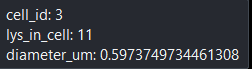 cell_id: 3
lys_in_cell: 11
diameter_um: 0.5973749734461308